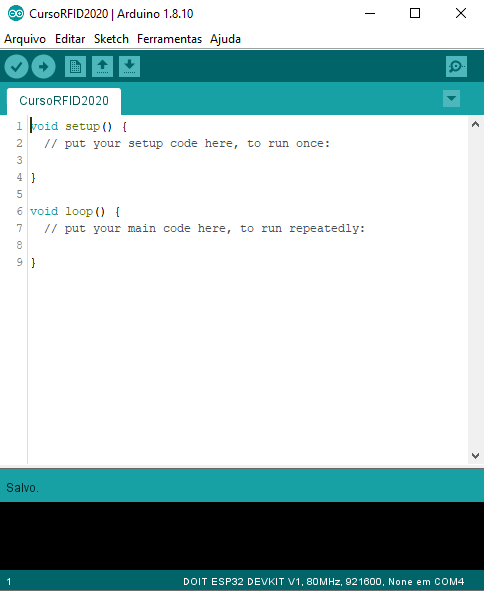 CursoRFID2020 | Arduino 1.8.10
Arquivo Editar Sketch Ferramentas Ajuda
CursoRFID2020
1 void setup() {
2 // put your setup code here, to run once:
3
4 }
5
6 void loop() {
7 // put your main code here, to run repeatedly:
8
9 }
Salvo.
1 DOIT ESP32 DEVKIT V1, 80MHz, 921600, None em COM4